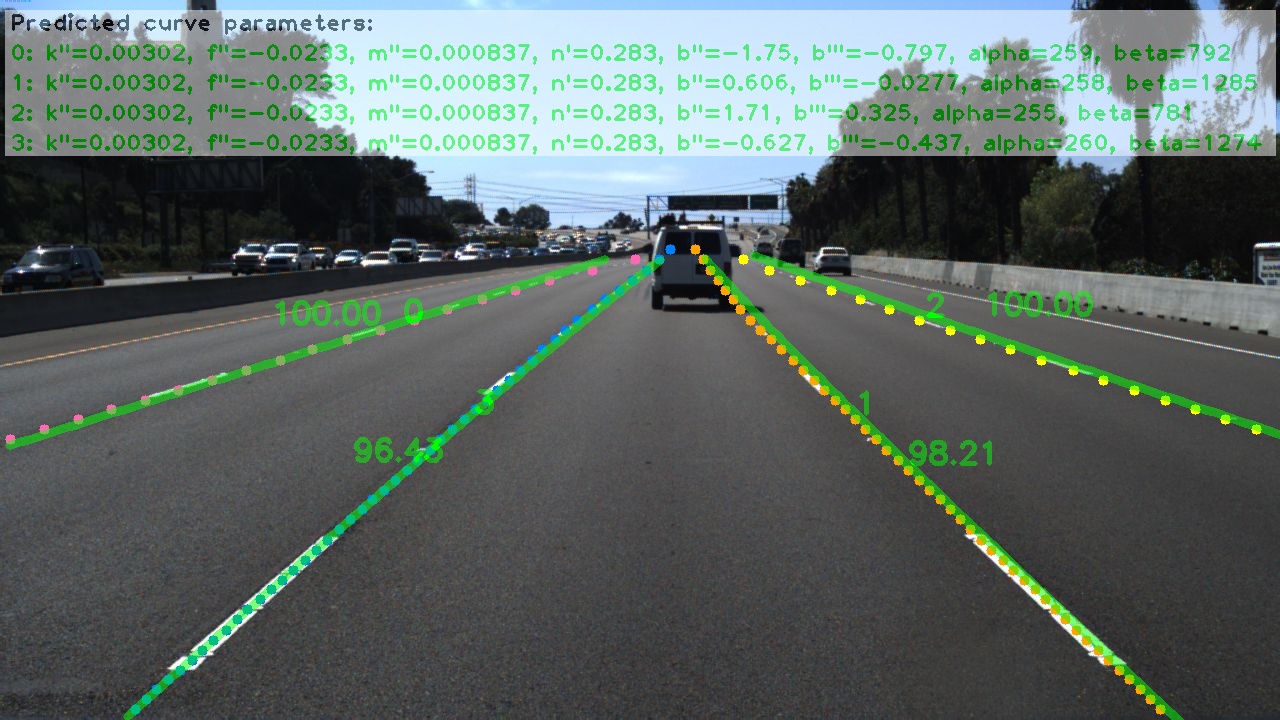 Predicted curve parameters:
0: k''=0.00302, f''=-0.0233, m''=0.000837, n'=0.283, b''=-1.75, b'''=-0.797, alpha=259, beta=792
1: k''=0.00302, f''=-0.0233, m''=0.000837, n'=0.283, b''=0.606, b'''=-0.0277, alpha=258, beta=1285
2: k''=0.00302, f''=-0.0233, m''=0.000837, n'=0.283, b''=1.71, b'''=0.325, alpha=255, beta=781
3: k''=0.00302, f''=-0.0233, m''=0.000837, n'=0.283, b''=-0.627, b'''=-0.437, alpha=260, beta=1274
100.00 0
2 100.00
3
1
96.43
98.21